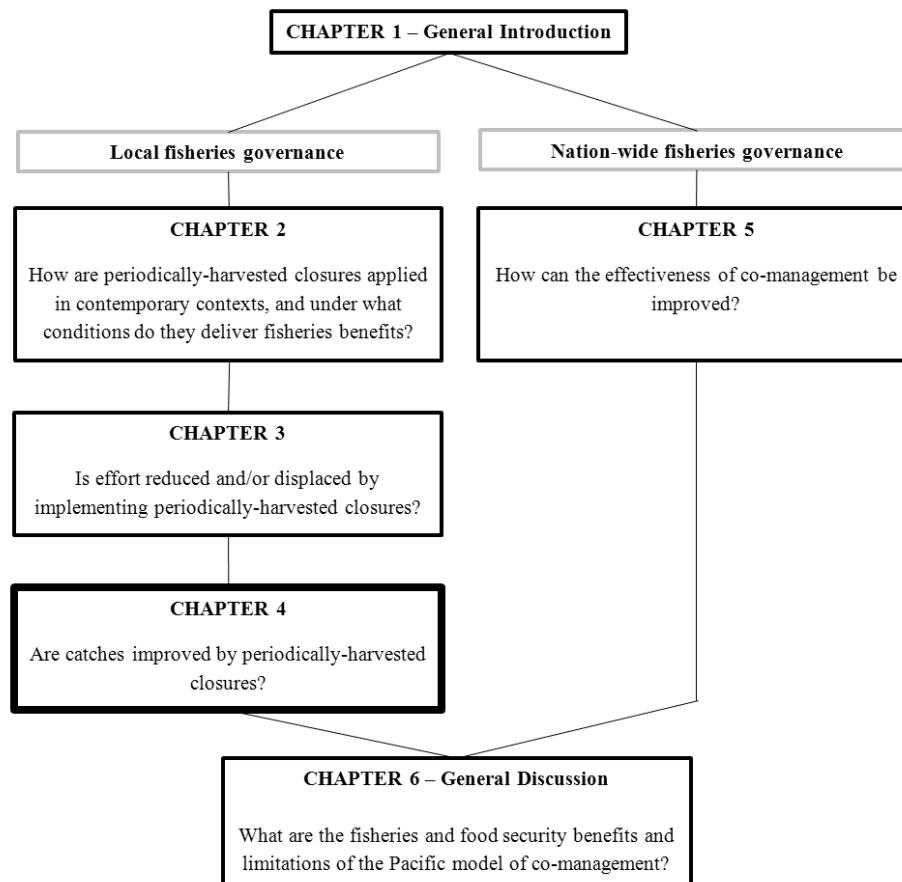 CHAPTER 1 – General Introduction
Local fisheries governance
Nation-wide fisheries governance
CHAPTER 2
How are periodically-harvested closures applied
in contemporary contexts, and under what
conditions do they deliver fisheries benefits?
CHAPTER 5
How can the effectiveness of co-management be
improved?
CHAPTER 3
Is effort reduced and/or displaced by
implementing periodically-harvested closures?
CHAPTER 4
Are catches improved by periodically-harvested
closures?
CHAPTER 6 – General Discussion
What are the fisheries and food security benefits and
limitations of the Pacific model of co-management?